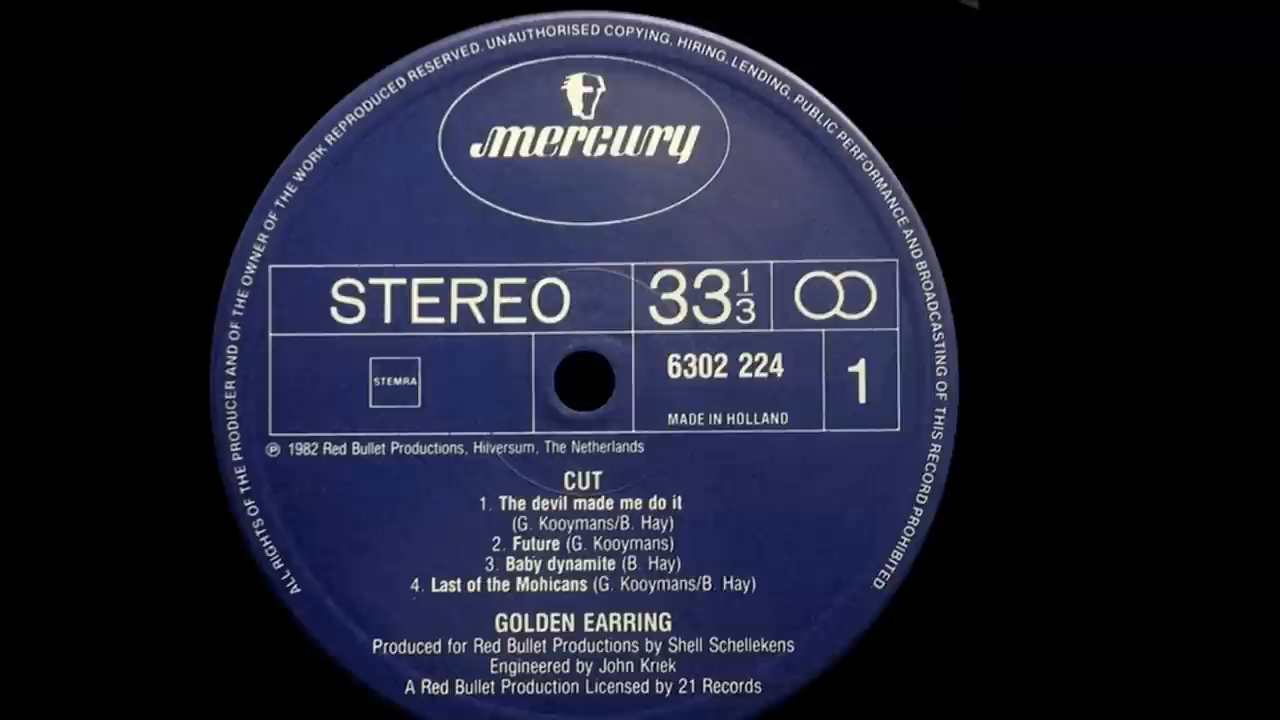 ALL RIGHTS OF THE PRODUCER AND OF THE OWNER OF THE WORK REPRODUCED RESERVED. UNAUTHORISED COPYING, HIRING, LENDING, PUBLIC PERFORMANCE AND BROADCASTING OF THIS RECORD PROHIBITED.
mercury
STEREO 33 1/3
STEMRA
6302 224 1
MADE IN HOLLAND
℗ 1982 Red Bullet Productions, Hilversum, The Netherlands
CUT
1. The devil made me do it
(G. Kooymans/B. Hay)
2. Future (G. Kooymans)
3. Baby dynamite (B. Hay)
4. Last of the Mohicans (G. Kooymans/B. Hay)
GOLDEN EARRING
Produced for Red Bullet Productions by Shell Schellekens
Engineered by John Kriek
A Red Bullet Production Licensed by 21 Records